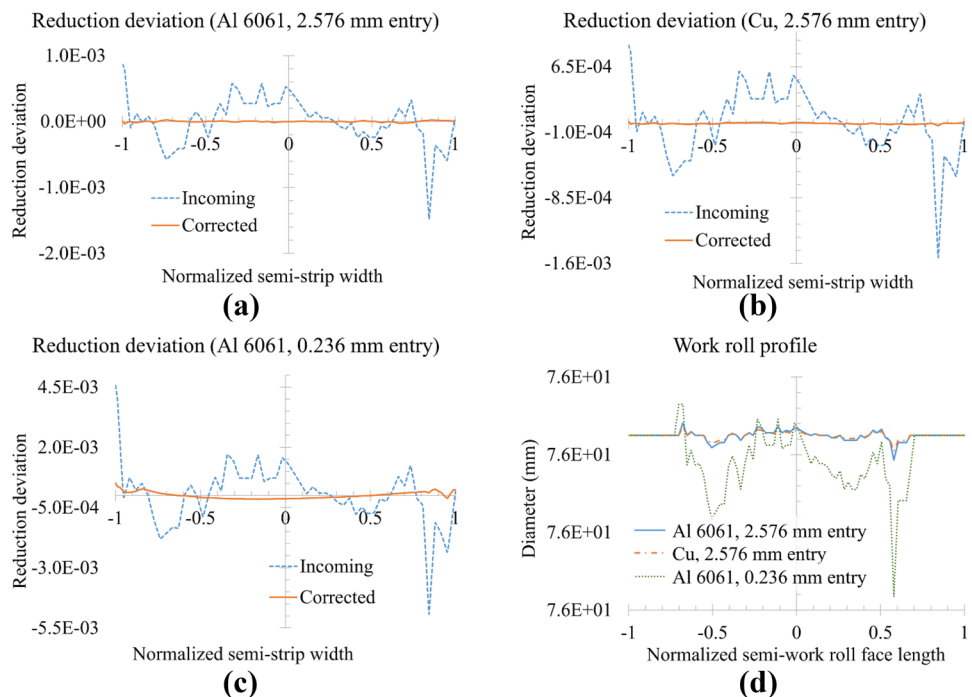 Reduction deviation (Al 6061, 2.576 mm entry)
1.0E-03
0.0E+00
-1.0E-03
-2.0E-03
-1
-0.5
0
0.5
1
Reduction deviation
Incoming
Corrected
Normalized semi-strip width
(a)
Reduction deviation (Cu, 2.576 mm entry)
6.5E-04
-1.0E-04
-8.5E-04
-1.6E-03
-1
-0.5
0
0.5
1
Reduction deviation
Incoming
Corrected
Normalized semi-strip width
(b)
Reduction deviation (Al 6061, 0.236 mm entry)
4.5E-03
2.0E-03
-5.0E-04
-3.0E-03
-5.5E-03
-1
-0.5
0
0.5
1
Reduction deviation
Incoming
Corrected
Normalized semi-strip width
(c)
Work roll profile
7.6E+01
7.6E+01
7.6E+01
7.6E+01
Diameter (mm)
Al 6061, 2.576 mm entry
Cu, 2.576 mm entry
Al 6061, 0.236 mm entry
-1
-0.5
0
0.5
1
Normalized semi-work roll face length
(d)